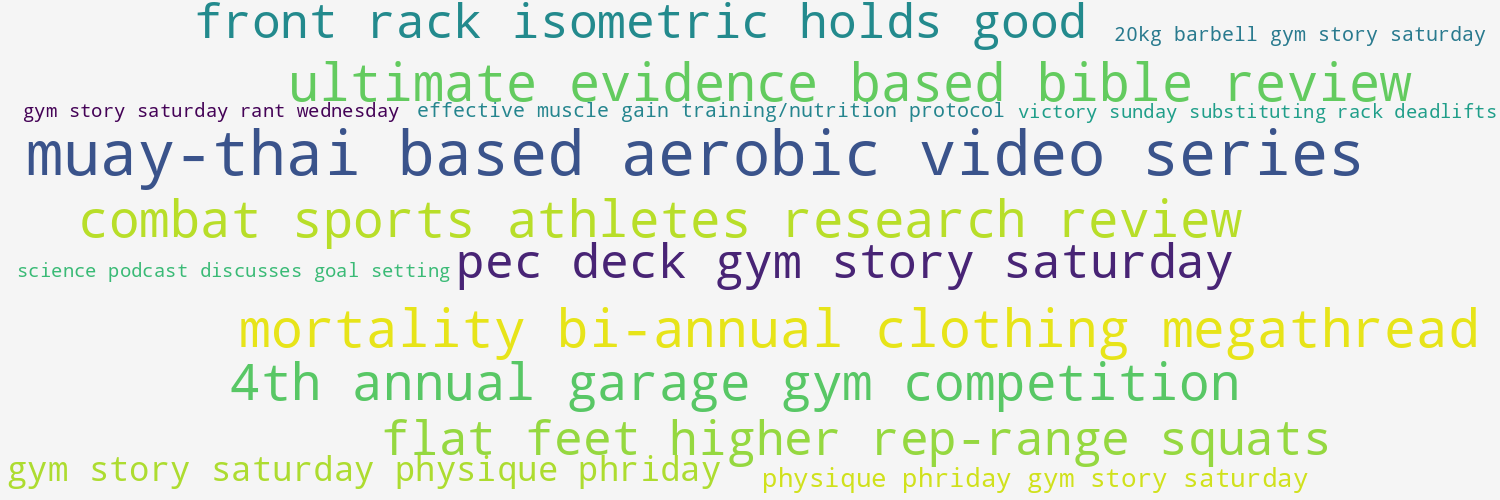 front rack isometric holds good
20kg barbell gym story saturday
ultimate evidence based bible review
gym story saturday rant wednesday
effective muscle gain training/nutrition protocol
victory sunday substituting rack deadlifts
muay-thai based aerobic video series
combat sports athletes research review
pec deck gym story saturday
science podcast discusses goal setting
mortality bi-annual clothing megathread
4th annual garage gym competition
flat feet higher rep-range squats
gym story saturday physique phriday
physique phriday gym story saturday